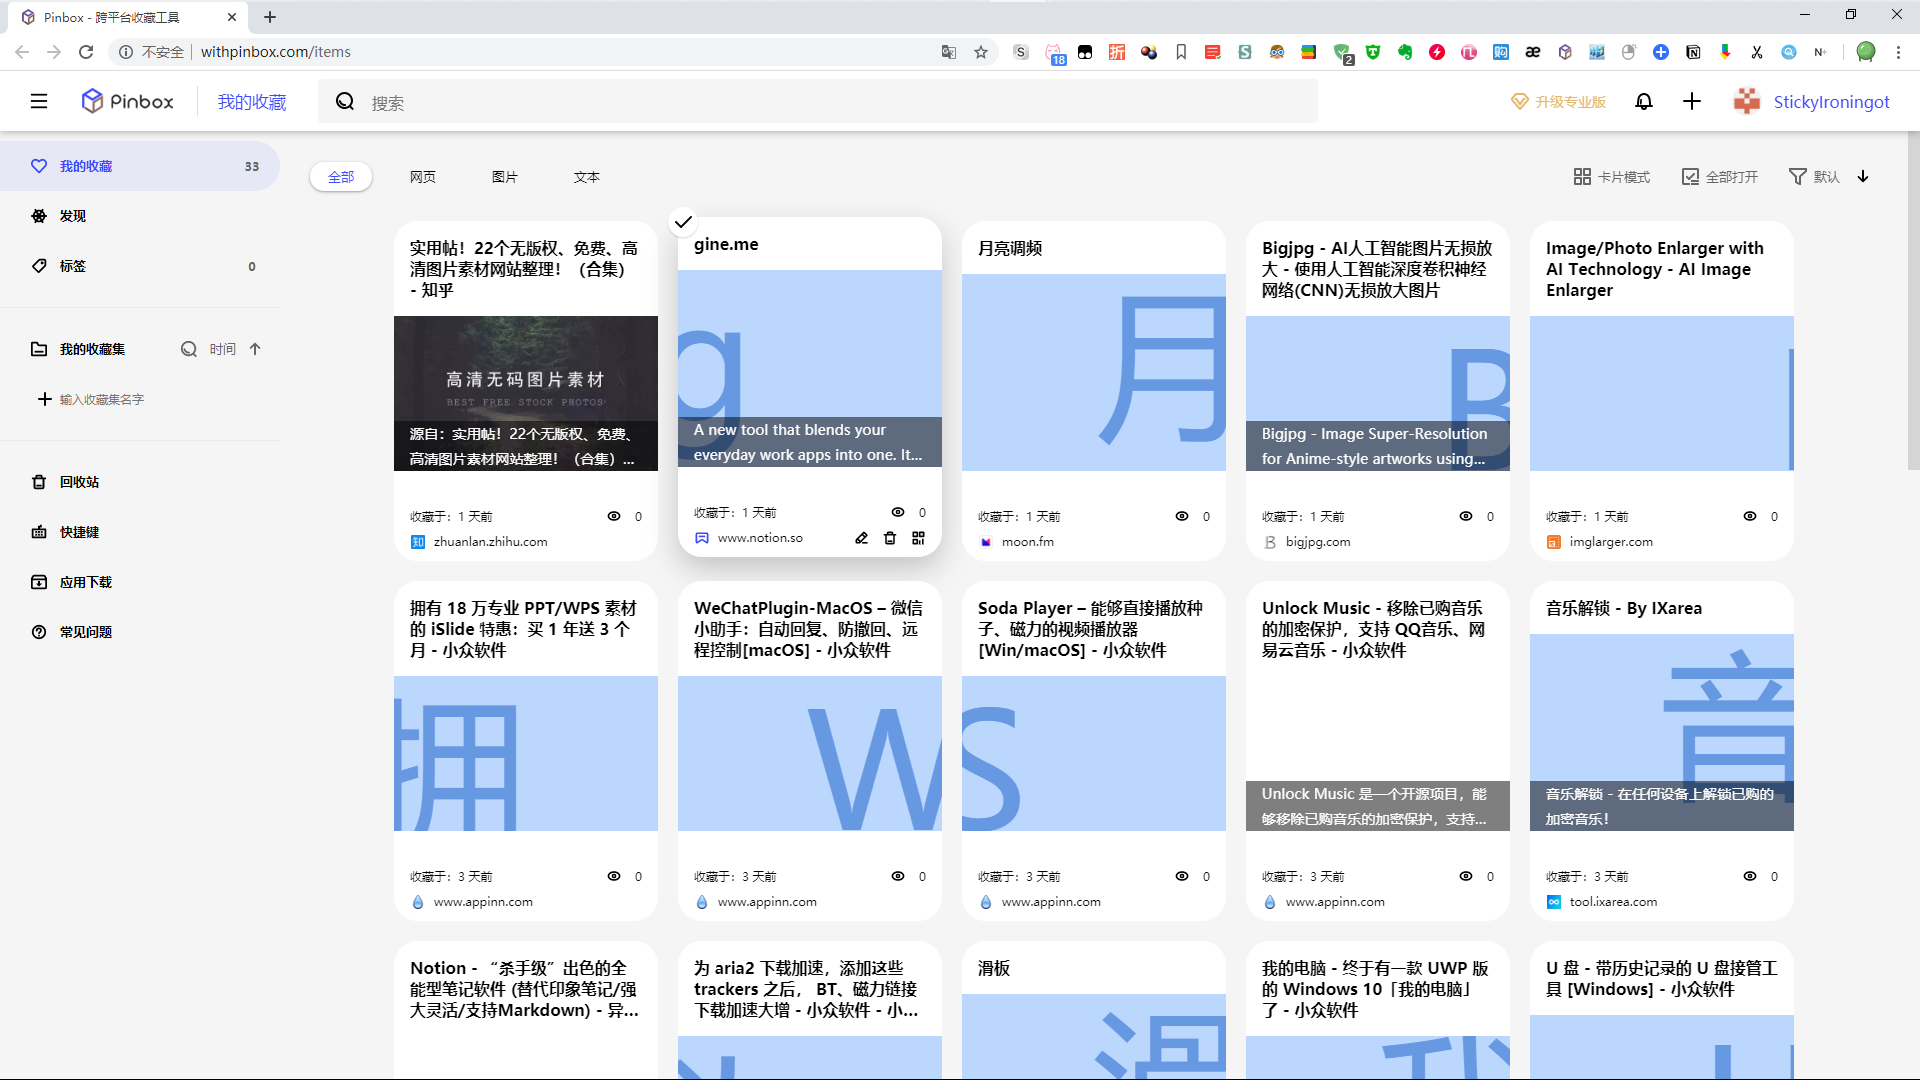 Pinbox - 跨平台收藏工具
不安全
withpinbox.com/items
18
2
Pinbox
我的收藏
搜索
升级专业版
StickyIroningot
我的收藏
33
发现
标签
0
我的收藏集
时间
输入收藏集名字
回收站
快捷键
应用下载
常见问题
全部
网页
图片
文本
卡片模式
全部打开
默认
实用帖！22个无版权、免费、高
清图片素材网站整理！（合集）
- 知乎
高清无码图片素材
BEST FREE STOCK PHOTOS
源自：实用帖！22个无版权、免费、
高清图片素材网站整理！（合集）...
收藏于：1 天前
0
知
zhuanlan.zhihu.com
gine.me
g
A new tool that blends your
everyday work apps into one. It...
收藏于：1 天前
0
www.notion.so
月亮调频
月
收藏于：1 天前
0
moon.fm
Bigjpg - AI人工智能图片无损放
大 - 使用人工智能深度卷积神经
网络(CNN)无损放大图片
B
Bigjpg - Image Super-Resolution
for Anime-style artworks using...
收藏于：1 天前
0
bigjpg.com
Image/Photo Enlarger with
AI Technology - AI Image
Enlarger
收藏于：1 天前
0
imglarger.com
拥有 18 万专业 PPT/WPS 素材
的 iSlide 特惠：买 1 年送 3 个
月 - 小众软件
拥
收藏于：3 天前
0
www.appinn.com
WeChatPlugin-MacOS – 微信
小助手：自动回复、防撤回、远
程控制[macOS] - 小众软件
W
收藏于：3 天前
0
www.appinn.com
Soda Player – 能够直接播放种
子、磁力的视频播放器
[Win/macOS] - 小众软件
S
收藏于：3 天前
0
www.appinn.com
Unlock Music - 移除已购音乐
的加密保护，支持 QQ音乐、网
易云音乐 - 小众软件
Unlock Music 是一个开源项目，能
够移除已购音乐的加密保护，支持...
收藏于：3 天前
0
www.appinn.com
音乐解锁 - By IXarea
音
音乐解锁 - 在任何设备上解锁已购的
加密音乐！
收藏于：3 天前
0
tool.ixarea.com
Notion - “杀手级”出色的全
能型笔记软件 (替代印象笔记/强
大灵活/支持Markdown) - 异...
为 aria2 下载加速，添加这些
trackers 之后， BT、磁力链接
下载加速大增 - 小众软件 - 小...
滑板
滑
我的电脑 - 终于有一款 UWP 版
的 Windows 10「我的电脑」
了 - 小众软件
我
U 盘 - 带历史记录的 U 盘接管工
具 [Windows] - 小众软件
U